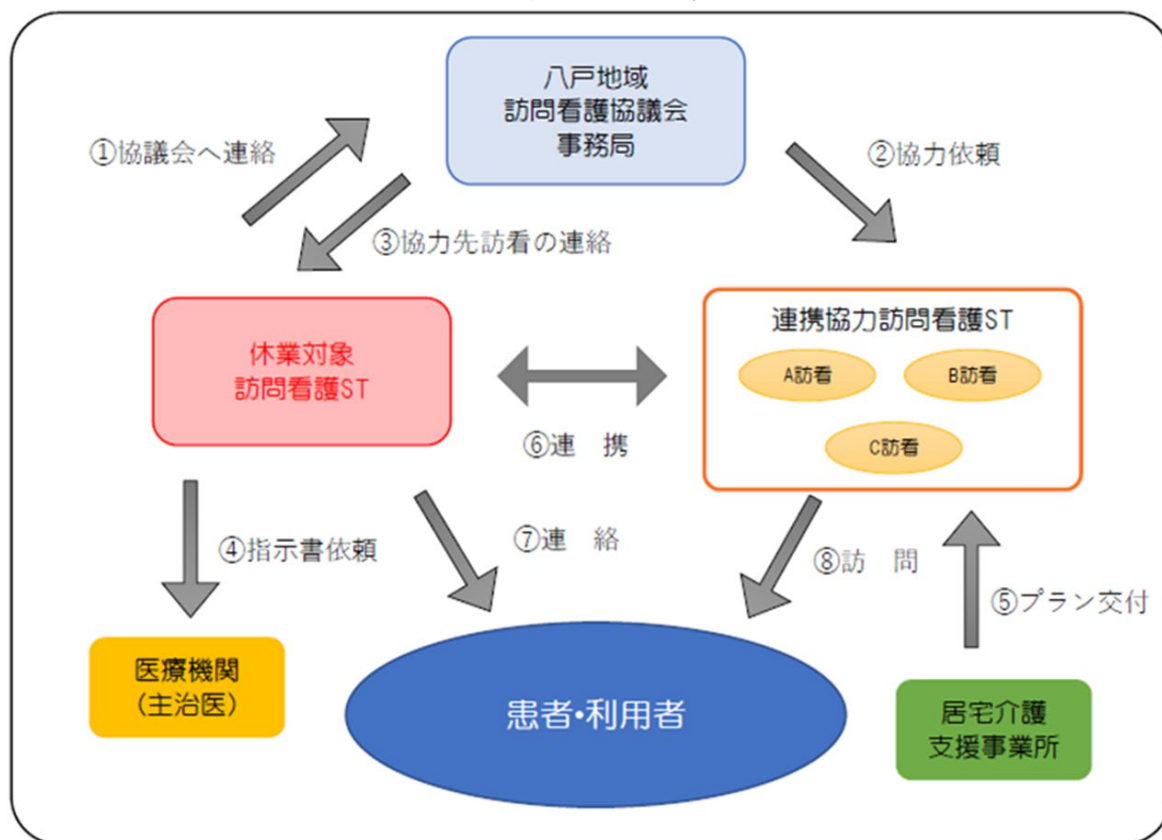 八戸地域
訪問看護協議会
事務局
①協議会へ連絡
②協力依頼
③協力先訪看の連絡
休業対象
訪問看護ST
連携協力訪問看護ST
A訪看
B訪看
C訪看
⑥連　携
④指示書依頼
⑦連　絡
⑧訪　問
⑤プラン交付
医療機関
（主治医）
患者・利用者
居宅介護
支援事業所